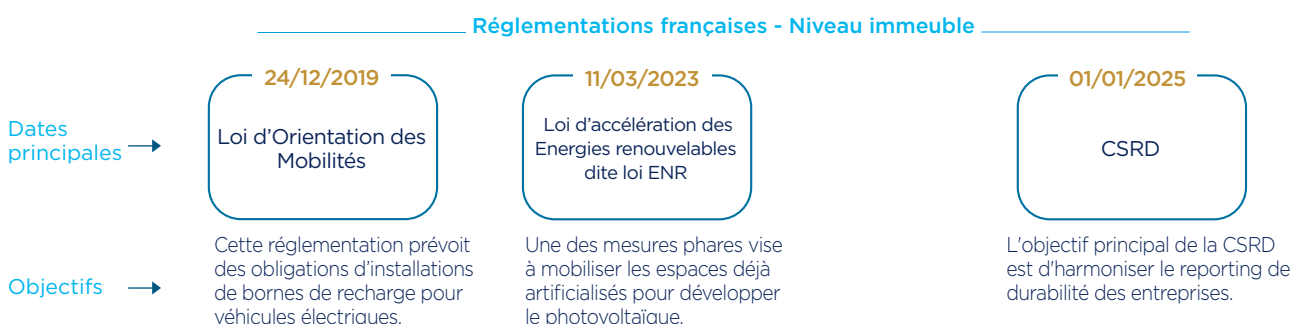 Réglementations françaises - Niveau immeuble
Dates
principales
24/12/2019
Loi d’Orientation des
Mobilités
11/03/2023
Loi d’accélération des
Energies renouvelables
dite loi ENR
01/01/2025
CSRD
Objectifs
Cette réglementation prévoit
des obligations d’installations
de bornes de recharge pour
véhicules électriques.
Une des mesures phares vise
à mobiliser les espaces déjà
artificialisés pour développer
le photovoltaïque.
L'objectif principal de la CSRD
est d'harmoniser le reporting de
durabilité des entreprises.